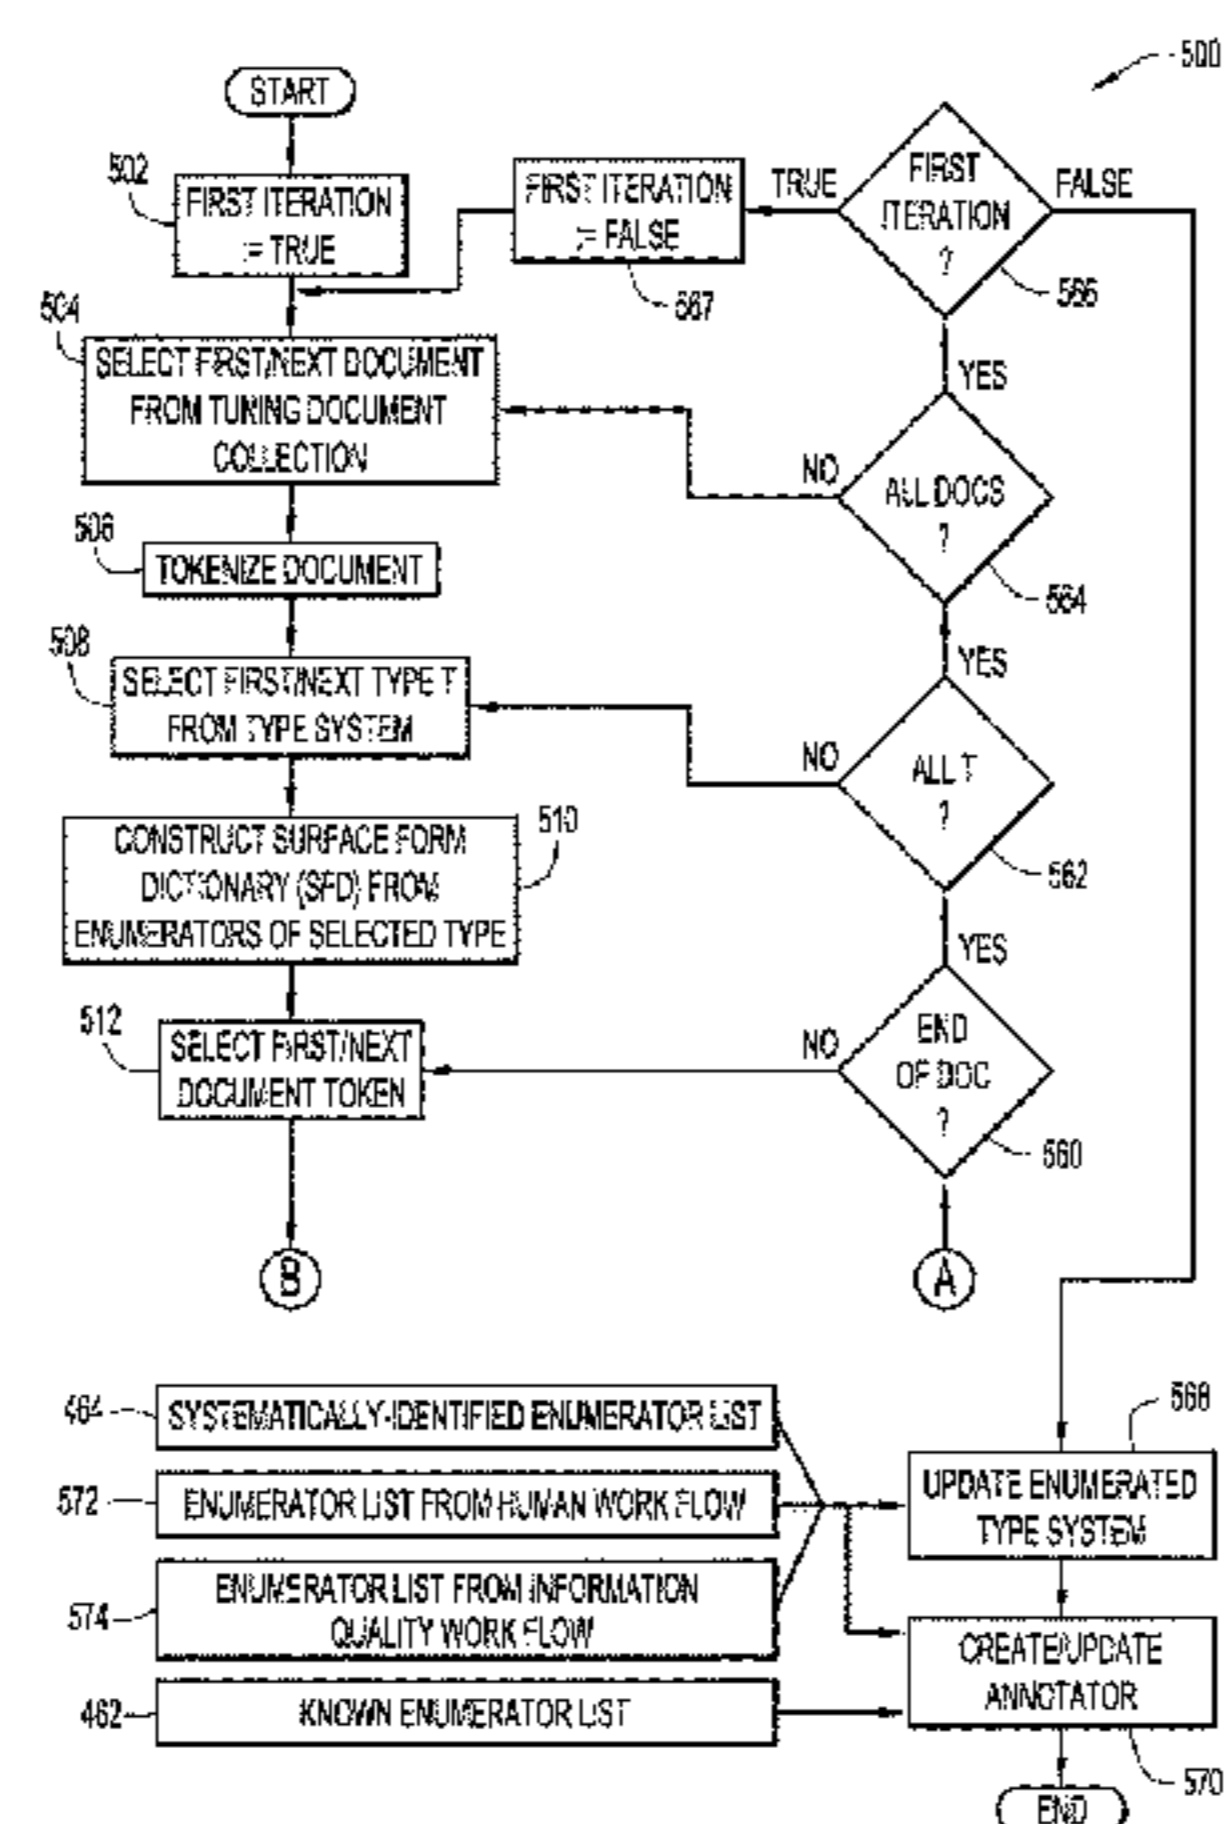 500
START
502
FIRST ITERATION
:= TRUE
FIRST ITERATION
:= FALSE
567
TRUE
FIRST
ITERATION
?
FALSE
566
504
SELECT FIRST/NEXT DOCUMENT
FROM TUNING DOCUMENT
COLLECTION
YES
NO
ALL DOCS
?
564
506
TOKENIZE DOCUMENT
508
SELECT FIRST/NEXT TYPE T
FROM TYPE SYSTEM
YES
NO
ALL T
?
562
510
CONSTRUCT SURFACE FORM
DICTIONARY (SFD) FROM
ENUMERATORS OF SELECTED TYPE
YES
512
SELECT FIRST/NEXT
DOCUMENT TOKEN
NO
END
OF DOC
?
560
B
A
464
SYSTEMATICALLY-IDENTIFIED ENUMERATOR LIST
572
ENUMERATOR LIST FROM HUMAN WORK FLOW
574
ENUMERATOR LIST FROM INFORMATION
QUALITY WORK FLOW
462
KNOWN ENUMERATOR LIST
568
UPDATE ENUMERATED
TYPE SYSTEM
CREATE/UPDATE
ANNOTATOR
570
END